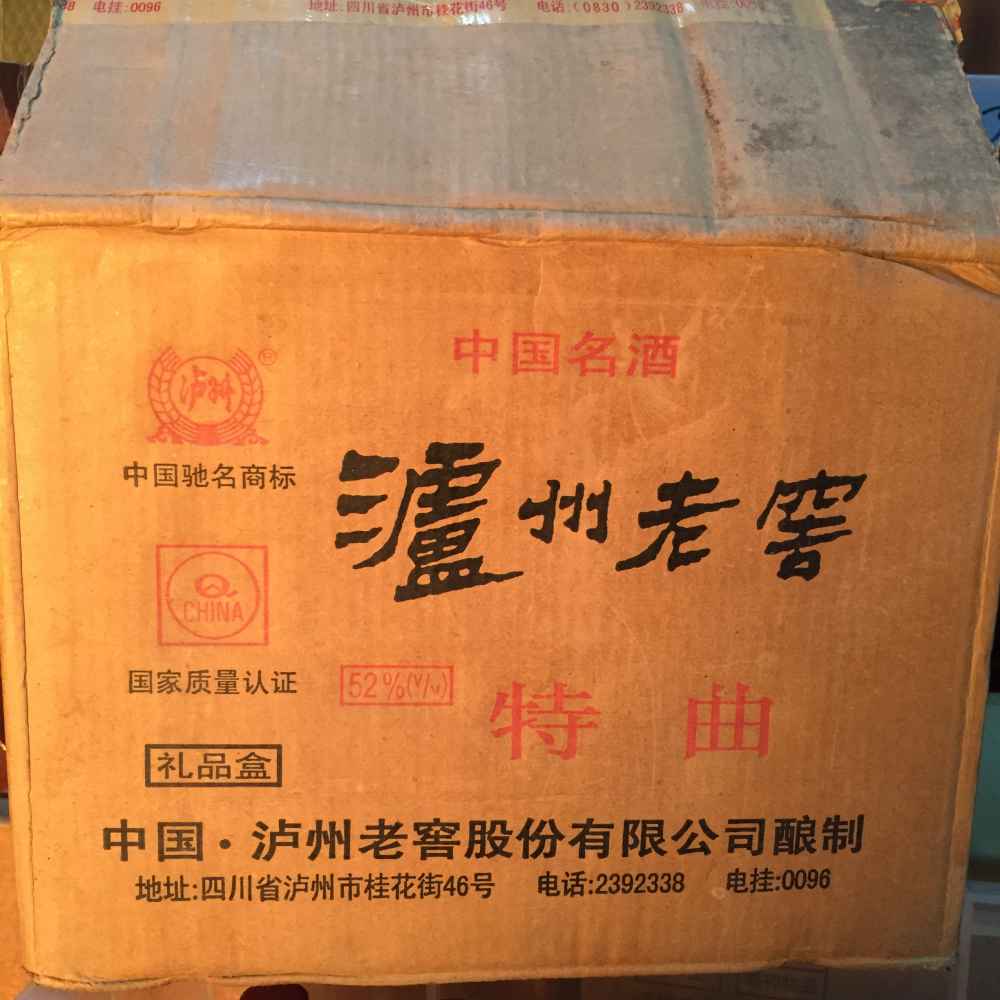 电挂:0096 地址:四川省泸州市桂花街46号 电话:(0830)2392338 电挂:0096
中国名酒
泸州
中国驰名商标
瀘州老窖
CHINA
国家质量认证
52%(V/V)
特曲
礼品盒
中国·泸州老窖股份有限公司酿制
地址:四川省泸州市桂花街46号 电话:2392338 电挂:0096